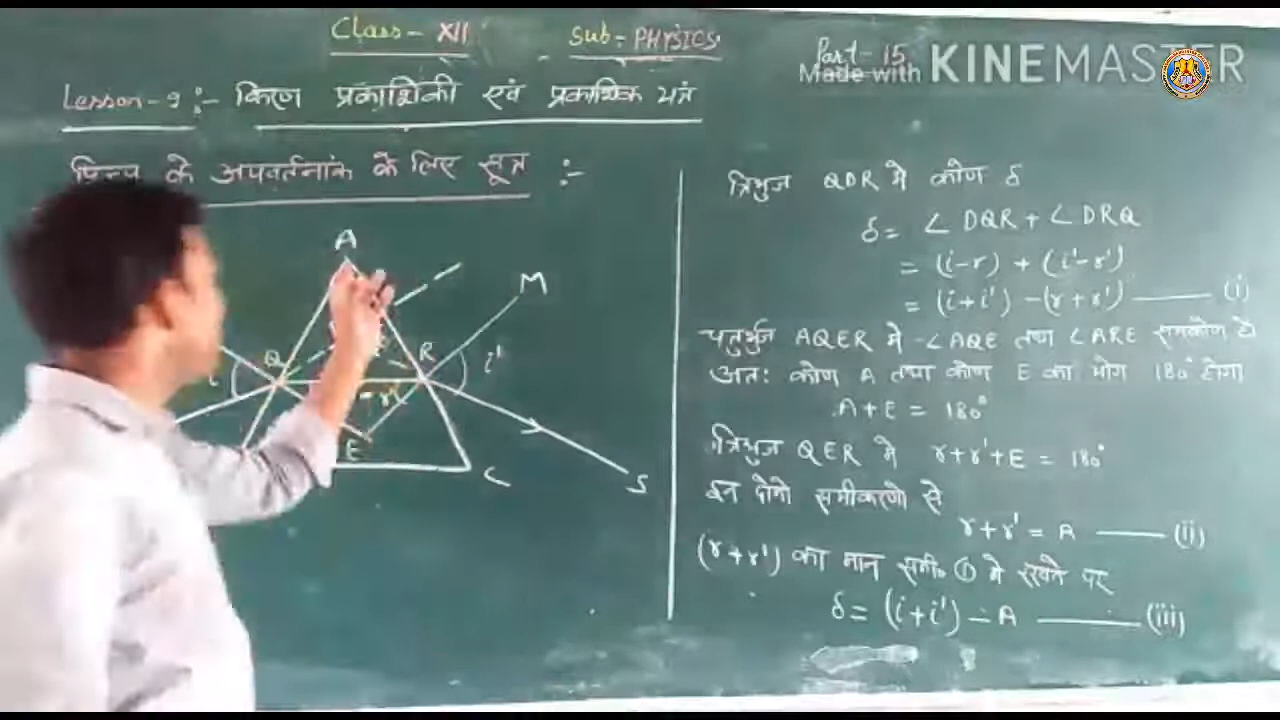 Class - XII Sub - PHYSICS Part - 15
Made with KINEMASTER
Lesson - 9 :- किरण प्रकाशिकी एवं प्रकाशिक यंत्र
प्रिज्म के अपवर्तनांक के लिए सूत्र :-
A
M
Q
R
i
i'
r'
E
C
S
त्रिभुज QDR मे कोण δ
δ = ∠ DQR + ∠ DRQ
= (i-r) + (i'-r')
= (i+i') - (r+r') —— (i)
चतुर्भुज AQER मे ∠AQE तथा ∠ARE समकोण है
अतः कोण A तथा कोण E का योग 180° होगा
A + E = 180°
त्रिभुज QER मे r+r'+E = 180°
इन दोनो समीकरणो से
r+r' = A —— (ii)
(r+r') का मान समी० ① मे रखने पर
δ = (i+i') - A —— (iii)